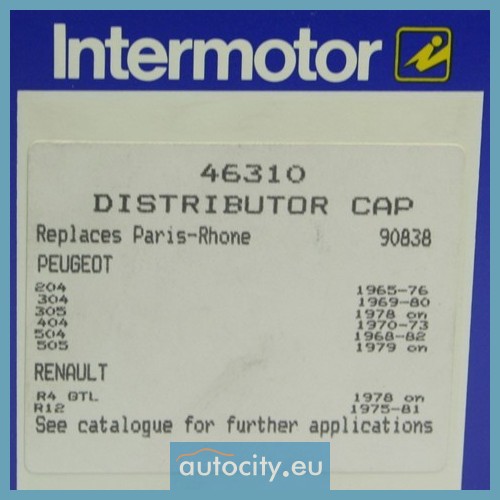 Intermotor
46310
DISTRIBUTOR CAP
Replaces Paris-Rhone 90838
PEUGEOT
204 1965-76
304 1969-80
305 1978 on
404 1970-73
504 1968-82
505 1979 on
RENAULT
R4 GTL 1978 on
R12 1975-81
See catalogue for further applications
autocity.eu